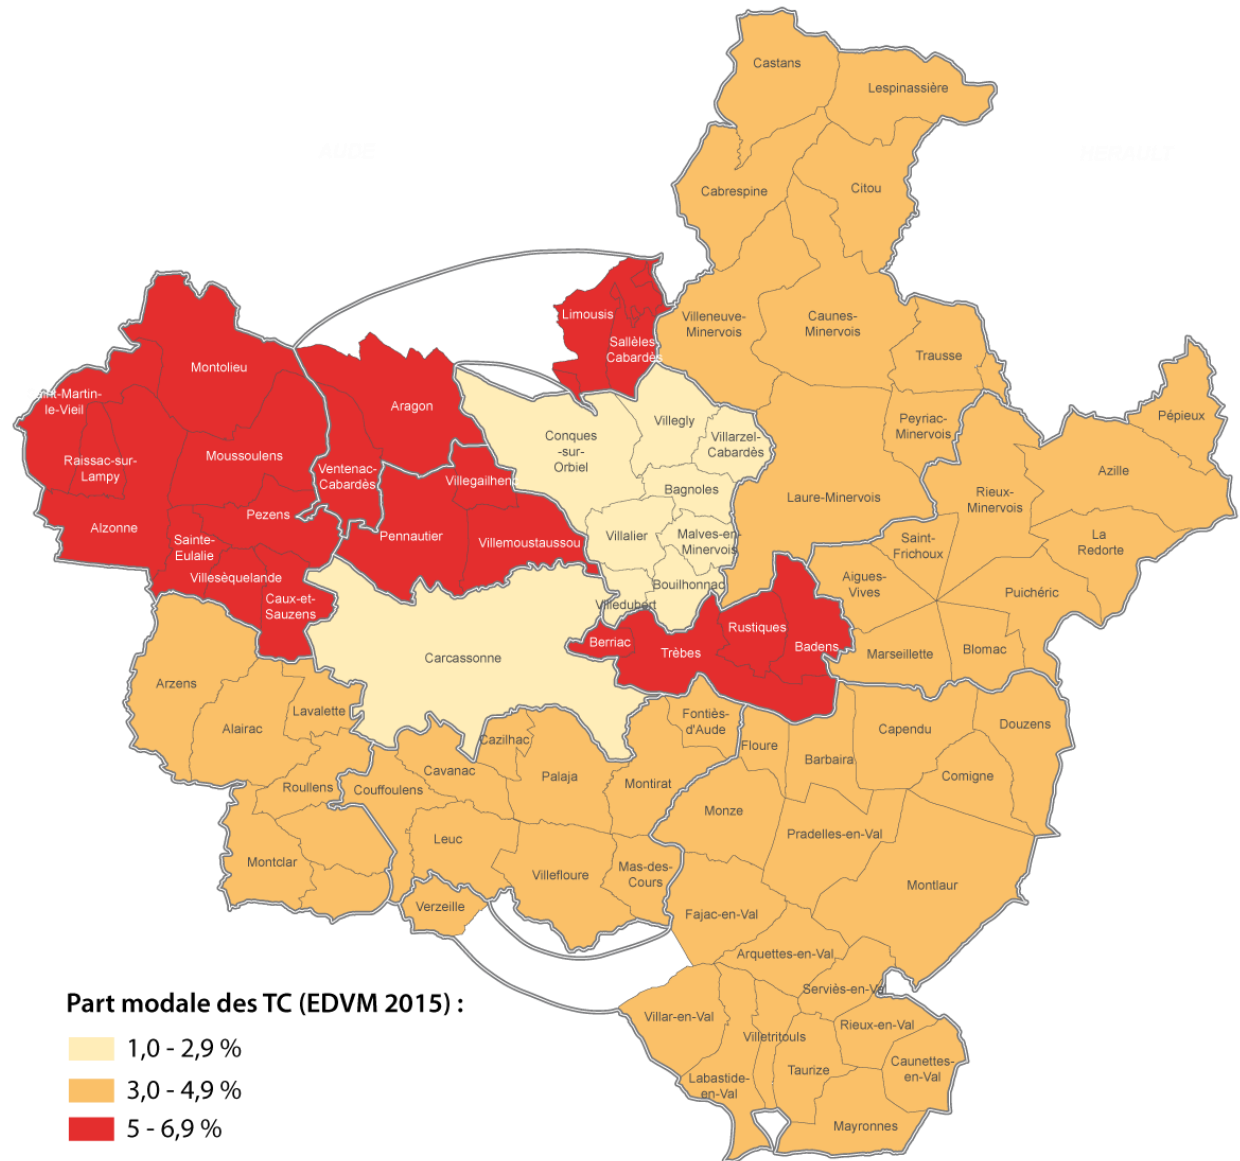 Castans
Lespinassière
Cabrespine
Citou
Limousis
Villeneuve-
Minervois
Caunes-
Minervois
Sallèles-
Cabardès
Trausse
Montolieu
Aragon
int-Martin-
le-Vieil
Villegly
Peyriac-
Minervois
Pépieux
Conques
-sur-
Orbiel
Villarzel-
Cabardès
Moussoulens
Raissac-sur-
Lampy
Ventenac-
Cabardès
Azille
Villegailhenc
Bagnoles
Laure-Minervois
Rieux-
Minervois
Pezens
Alzonne
Pennautier
Villemoustaussou
Villalier
Malves-en-
Minervois
Sainte-
Eulalie
Saint-
Frichoux
La
Redorte
Villesèquelande
Bouilhonnac
Aigues-
Vives
Puichéric
Caux-et-
Sauzens
Villedubert
Rustiques
Berriac
Trèbes
Badens
Marseillette
Blomac
Carcassonne
Arzens
Lavalette
Alairac
Fontiès-
d'Aude
Capendu
Douzens
Cazilhac
Floure
Barbaira
Cavanac
Palaja
Comigne
Roullens
Couffoulens
Montirat
Monze
Leuc
Pradelles-en-Val
Montclar
Villefloure
Mas-des-
Cours
Montlaur
Verzeille
Fajac-en-Val
Arquettes-en-Val
Serviès-en-Val
Part modale des TC (EDVM 2015) :
Villar-en-Val
Rieux-en-Val
Villetritouls
1,0 - 2,9 %
Taurize
Caunettes-
en-Val
Labastide-
en-Val
3,0 - 4,9 %
5 - 6,9 %
Mayronnes